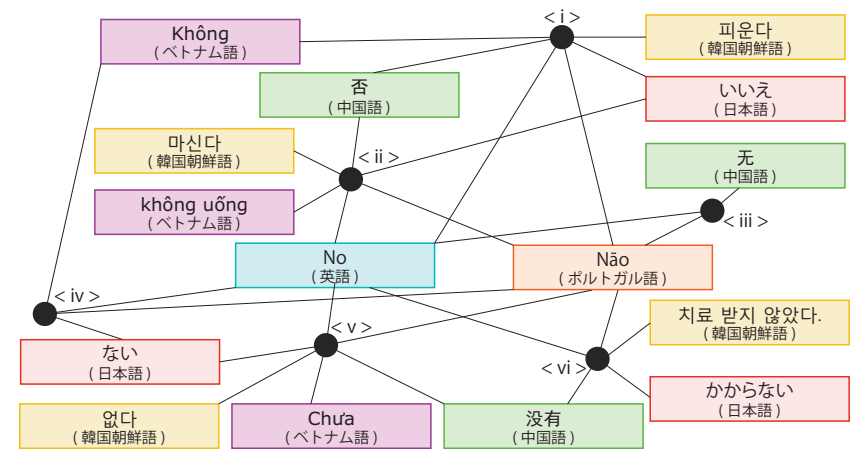 < i >
Không
( ベトナム語 )
피운다
( 韓国朝鮮語 )
否
( 中国語 )
いいえ
( 日本語 )
마신다
( 韓国朝鮮語 )
< ii >
无
( 中国語 )
không uống
( ベトナム語 )
< iii >
No
( 英語 )
Não
( ポルトガル語 )
< iv >
치료 받지 않았다.
( 韓国朝鮮語 )
< v >
ない
( 日本語 )
< vi >
かからない
( 日本語 )
없다
( 韓国朝鮮語 )
Chưa
( ベトナム語 )
没有
( 中国語 )